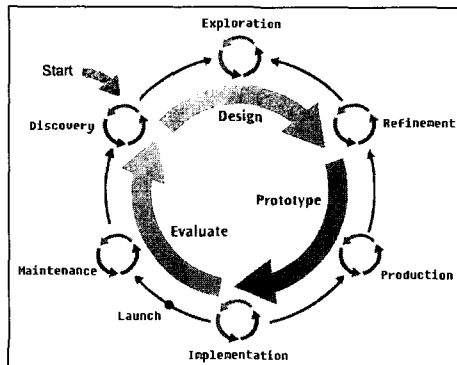 Exploration
Start
Discovery
Design
Refinement
Prototype
Evaluate
Maintenance
Production
Launch
Implementation